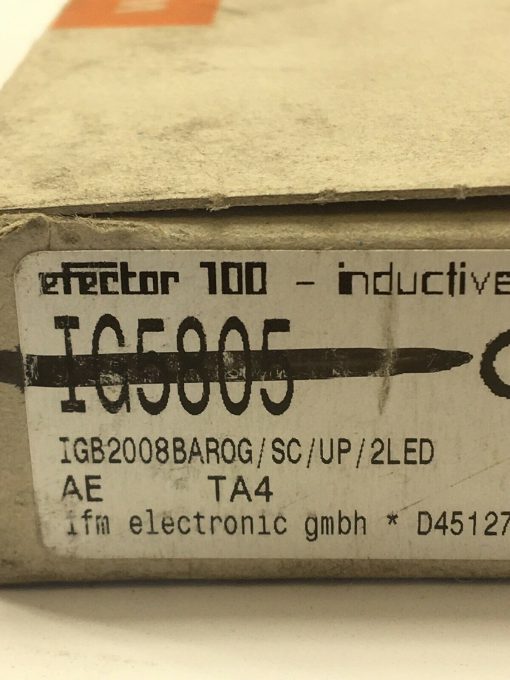 efector 100 - inductive
IG5805
IGB2008BAROG/SC/UP/2LED
AE TA4
ifm electronic gmbh * D45127